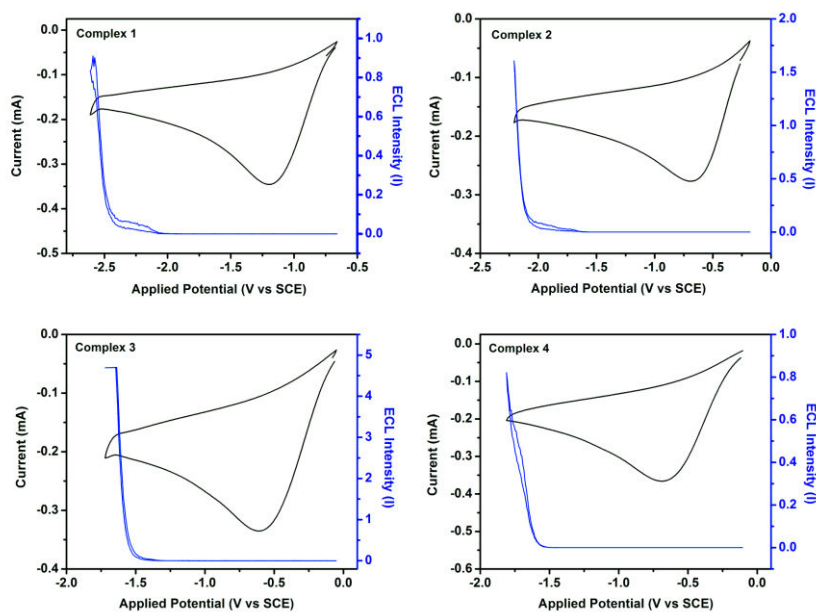 Complex 1
Current (mA)
0.0
-0.1
-0.2
-0.3
-0.4
-0.5
1.0
0.8
0.6
0.4
0.2
0.0
ECL Intensity (I)
-2.5 -2.0 -1.5 -1.0 -0.5
Applied Potential (V vs SCE)
Complex 2
Current (mA)
0.0
-0.1
-0.2
-0.3
-0.4
2.0
1.5
1.0
0.5
0.0
ECL Intensity (I)
-2.5 -2.0 -1.5 -1.0 -0.5 0.0
Applied Potential (V vs SCE)
Complex 3
Current (mA)
0.0
-0.1
-0.2
-0.3
-0.4
5
4
3
2
1
0
ECL Intensity (I)
-2.0 -1.5 -1.0 -0.5 0.0
Applied Potential (V vs SCE)
Complex 4
Current (mA)
0.0
-0.1
-0.2
-0.3
-0.4
-0.5
-0.6
1.0
0.8
0.6
0.4
0.2
0.0
ECL Intensity (I)
-2.0 -1.5 -1.0 -0.5 0.0
Applied Potential (V vs SCE)